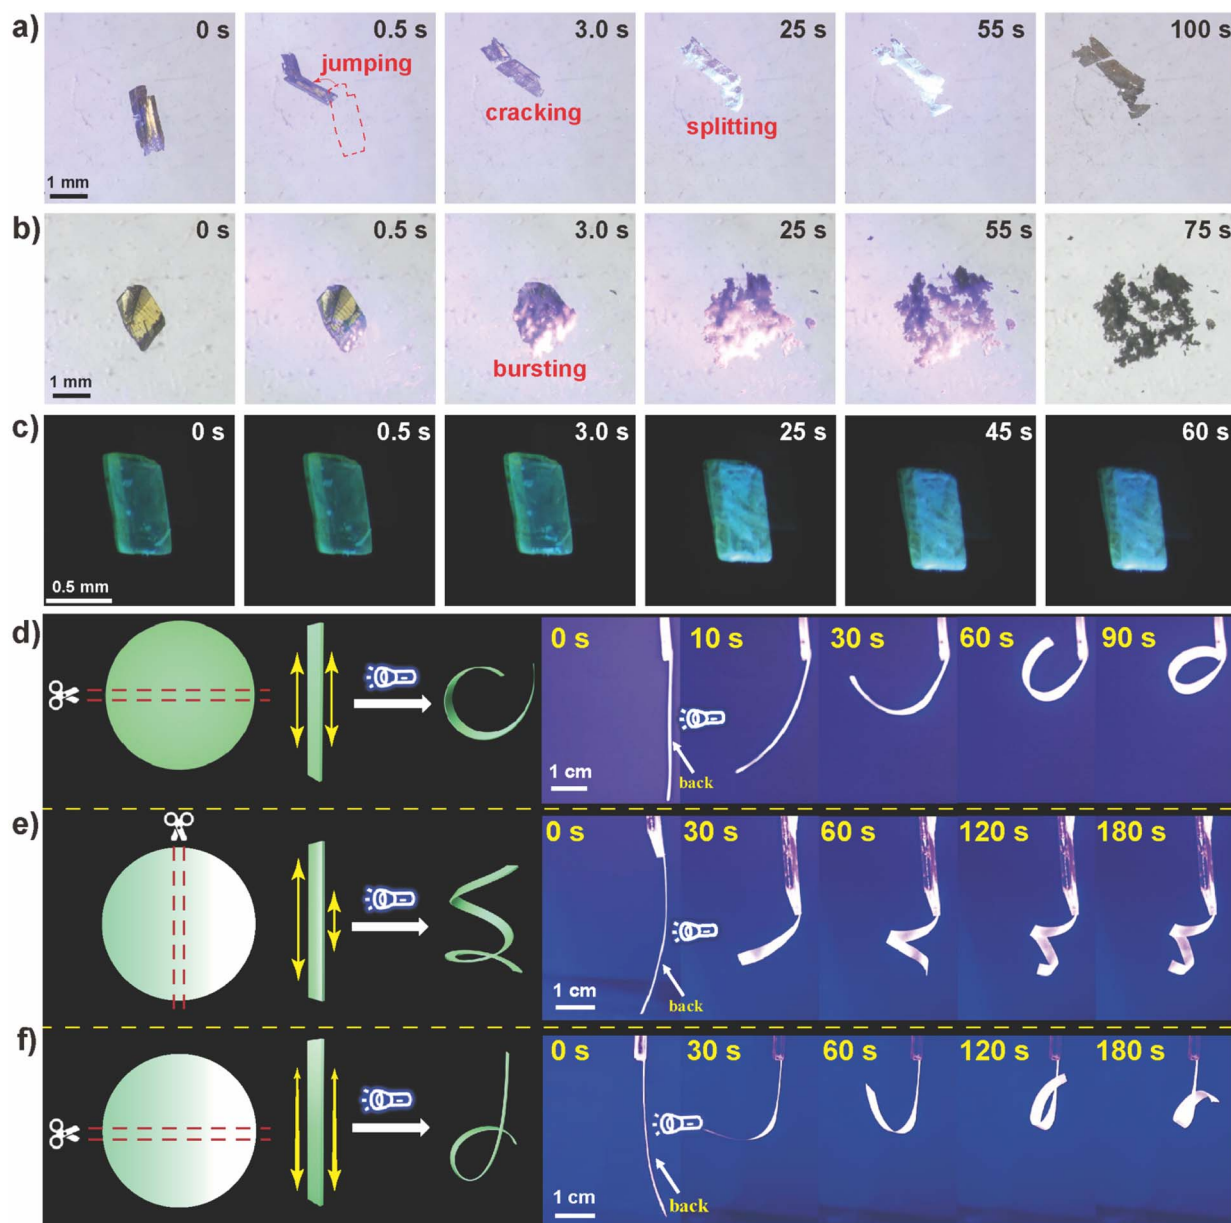 a)
0 s
0.5 s
3.0 s
25 s
55 s
100 s
jumping
cracking
splitting
1 mm
b)
0 s
0.5 s
3.0 s
25 s
55 s
75 s
bursting
1 mm
c)
0 s
0.5 s
3.0 s
25 s
45 s
60 s
0.5 mm
d)
0 s
10 s
30 s
60 s
90 s
back
1 cm
e)
0 s
30 s
60 s
120 s
180 s
back
1 cm
f)
0 s
30 s
60 s
120 s
180 s
back
1 cm